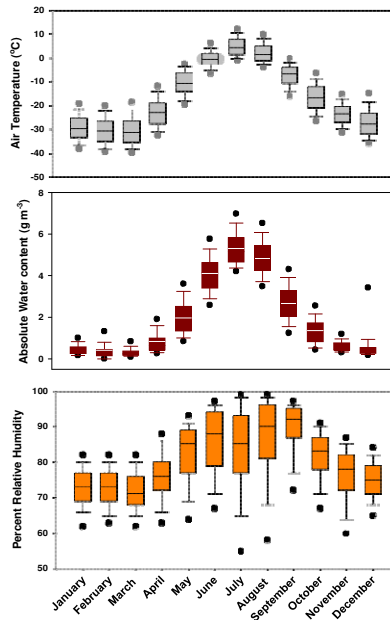 Air Temperature (°C)
20
10
0
-10
-20
-30
-40
-50
Absolute Water content (g m-3)
8
6
4
2
0
Percent Relative Humidity
100
90
80
70
60
50
January
February
March
April
May
June
July
August
September
October
November
December